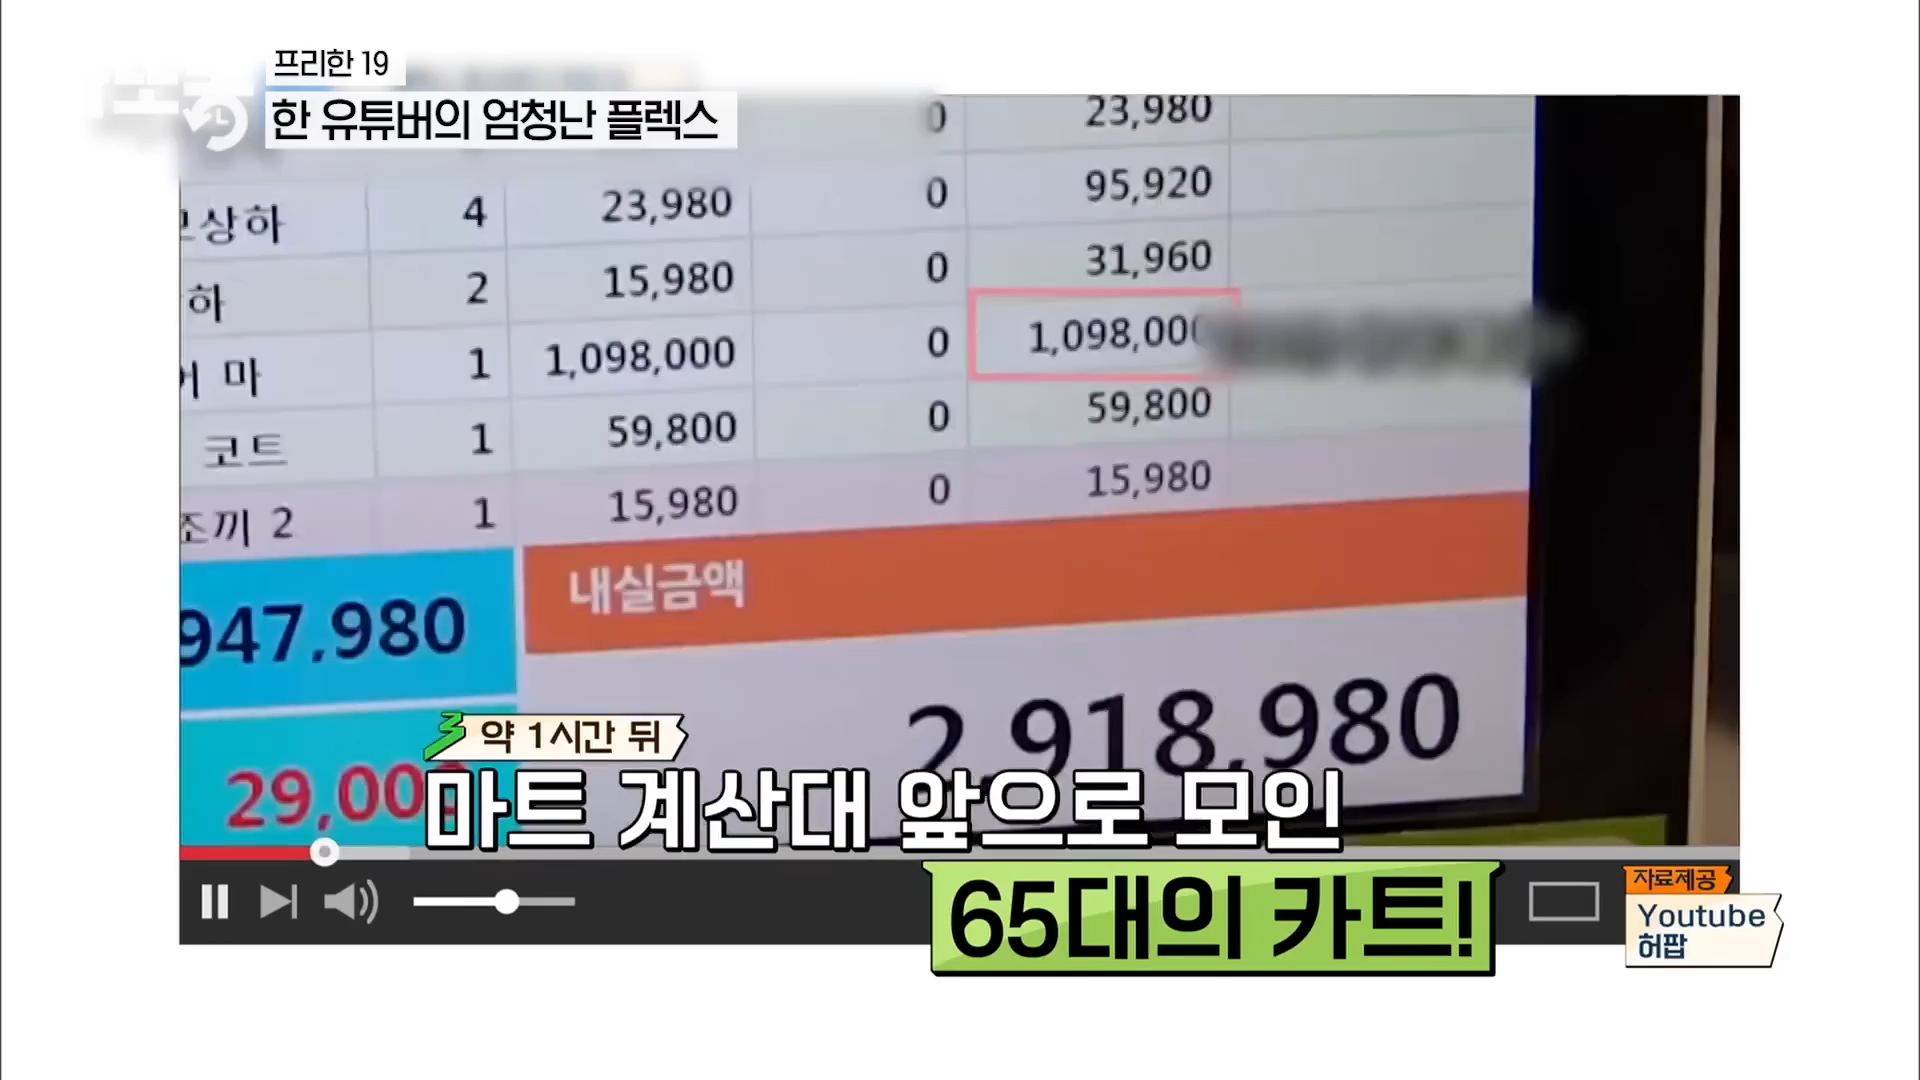 프리한 19
한 유튜버의 엄청난 플렉스
0 23,980
모상하 4 23,980 0 95,920
하 2 15,980 0 31,960
어 마 1 1,098,000 0 1,098,000
코트 1 59,800 0 59,800
조끼 2 1 15,980 0 15,980
947,980
내실금액
2,918,980
29,000
약 1시간 뒤
마트 계산대 앞으로 모인
65대의 카트!
자료제공
Youtube
허팝